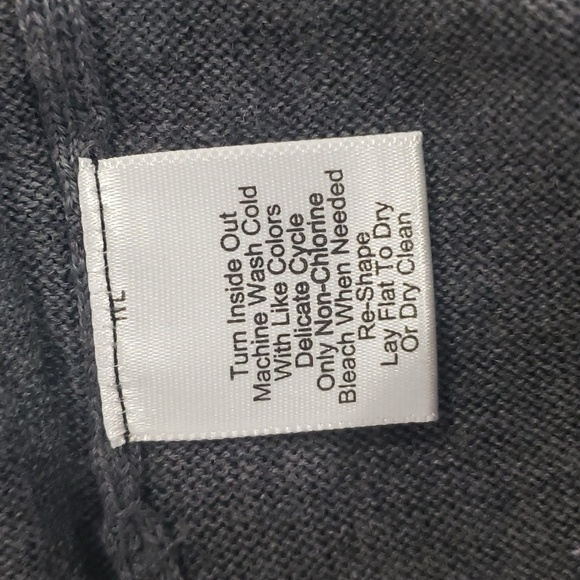 Turn Inside Out
Machine Wash Cold
With Like Colors
Delicate Cycle
Only Non-Chlorine
Bleach When Needed
Re-Shape
Lay Flat To Dry
Or Dry Clean